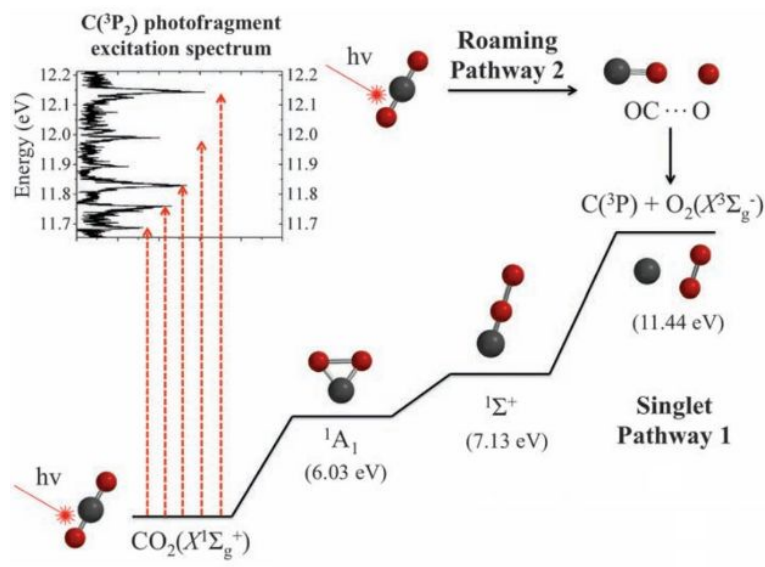 C(³P₂) photofragment
excitation spectrum
hν
Roaming
Pathway 2
12.2
12.1
12.0
11.9
11.8
11.7
Energy (eV)
12.2
12.1
12.0
11.9
11.8
11.7
OC ··· O
C(³P) + O₂(X³Σg⁻)
(11.44 eV)
¹Σ⁺
(7.13 eV)
Singlet
Pathway 1
¹A₁
(6.03 eV)
hν
CO₂(X¹Σg⁺)